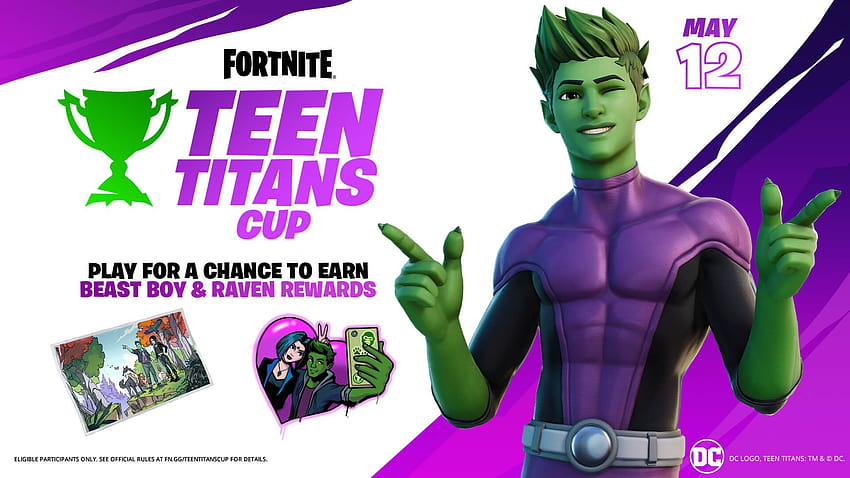 FORTNITE.
TEEN
TITANS
CUP
PLAY FOR A CHANCE TO EARN
BEAST BOY & RAVEN REWARDS
MAY
12
ELIGIBLE PARTICIPANTS ONLY. SEE OFFICIAL RULES AT FN.GG/TEENTITANSCUP FOR DETAILS.
DC
DC LOGO, TEEN TITANS: TM & © DC.